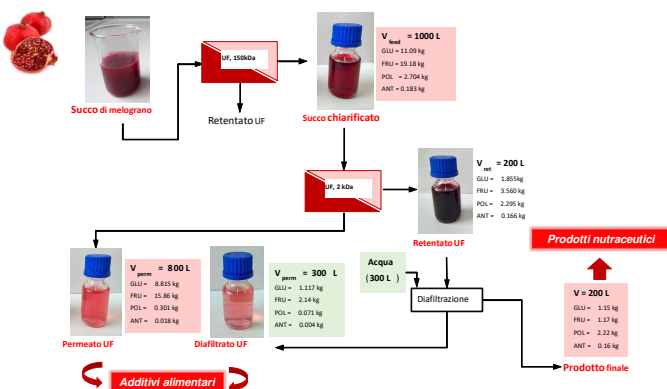 Succo di melograno
UF, 150kDa
Retentato UF
Succo chiarificato
V feed = 1000L
GLU = 11.09 kg
FRU = 19.18 kg
POL = 2.704 kg
ANT = 0.183 kg
UF, 2 kDa
V ret = 200 L
GLU = 1.855kg
FRU = 3.560 kg
POL = 2.295 kg
ANT = 0.166 kg
Retentato UF
V perm = 800L
GLU = 8.815 kg
FRU = 15.86 kg
POL = 0.301 kg
ANT = 0.018 kg
Permeato UF
V perm = 300 L
GLU = 1.117 kg
FRU = 2.14 kg
POL = 0.071 kg
ANT = 0.004 kg
Diafiltrato UF
Acqua
(300 L )
Diafiltrazione
Prodotti nutraceutici
V = 200L
GLU = 1.15 kg
FRU = 1.17 kg
POL = 2.22 kg
ANT = 0.16 kg
Prodotto finale
Additivi alimentari